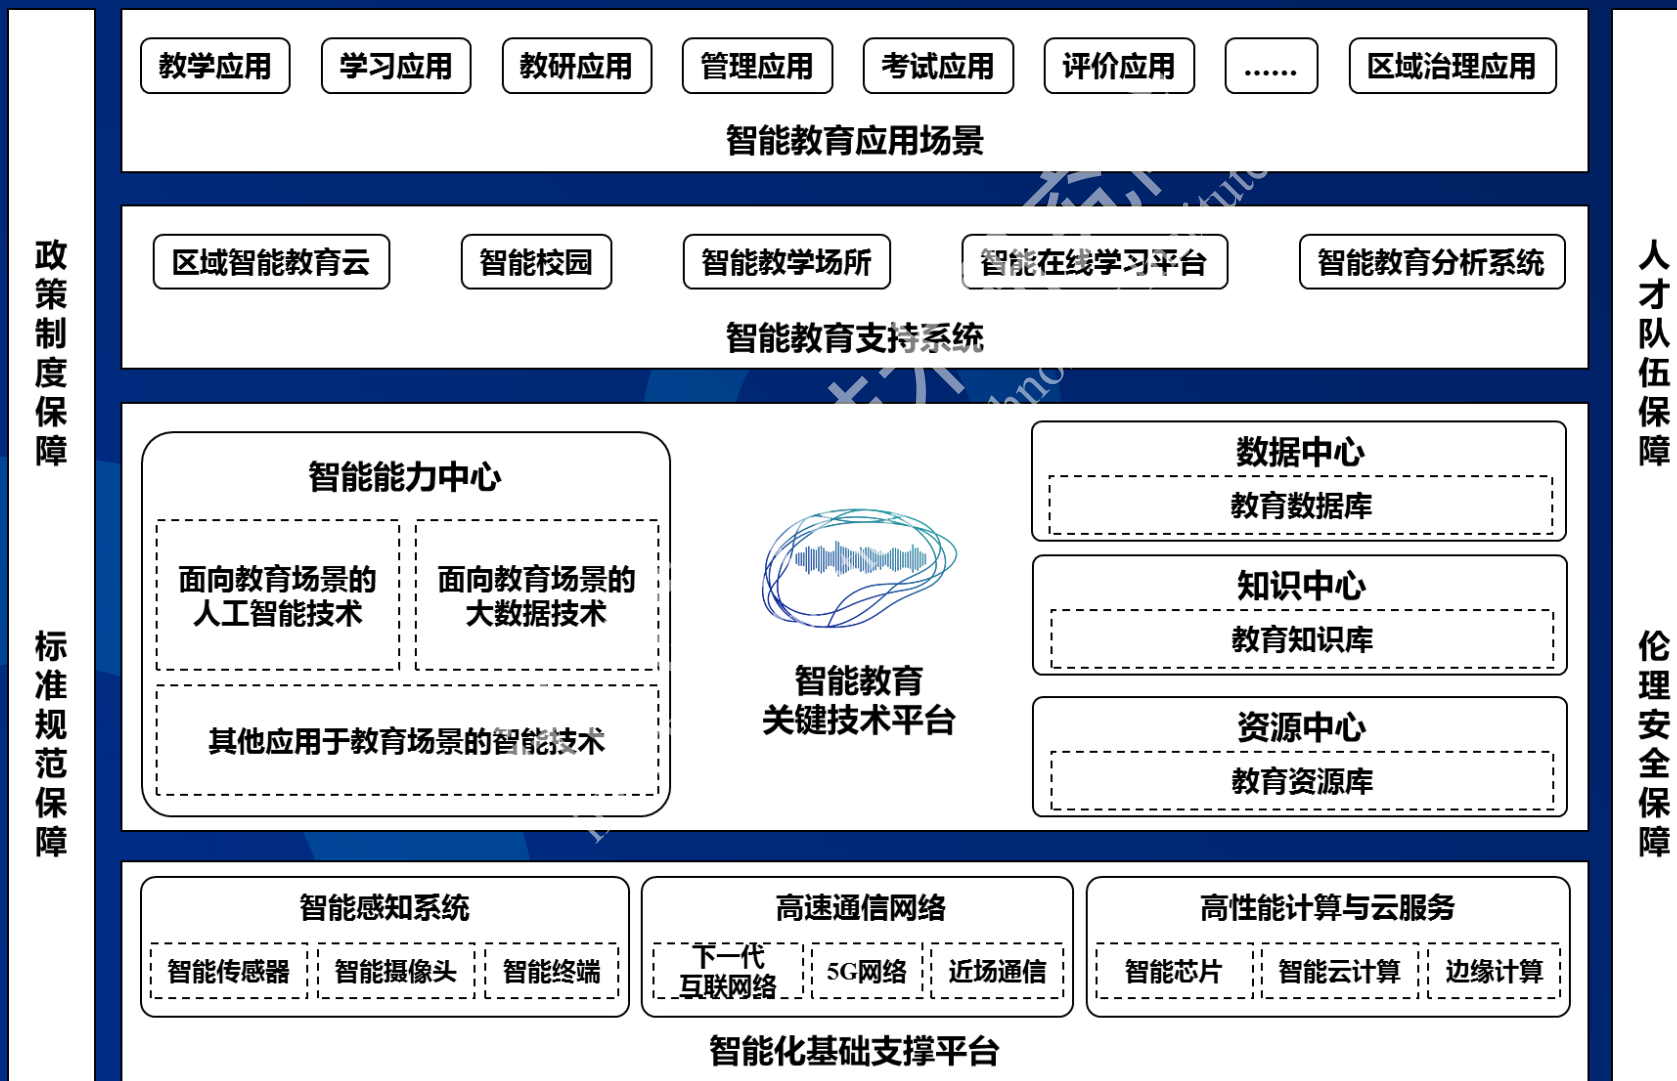 教学应用
学习应用
教研应用
管理应用
考试应用
评价应用
......
区域治理应用
智能教育应用场景
区域智能教育云
智能校园
智能教学场所
智能在线学习平台
智能教育分析系统
智能教育支持系统
政策制度保障
标准规范保障
智能能力中心
面向教育场景的
人工智能技术
面向教育场景的
大数据技术
其他应用于教育场景的智能技术
智能教育
关键技术平台
数据中心
教育数据库
知识中心
教育知识库
资源中心
教育资源库
人才队伍保障
伦理安全保障
智能感知系统
智能传感器
智能摄像头
智能终端
高速通信网络
下一代
互联网络
5G网络
近场通信
高性能计算与云服务
智能芯片
智能云计算
边缘计算
智能化基础支撑平台